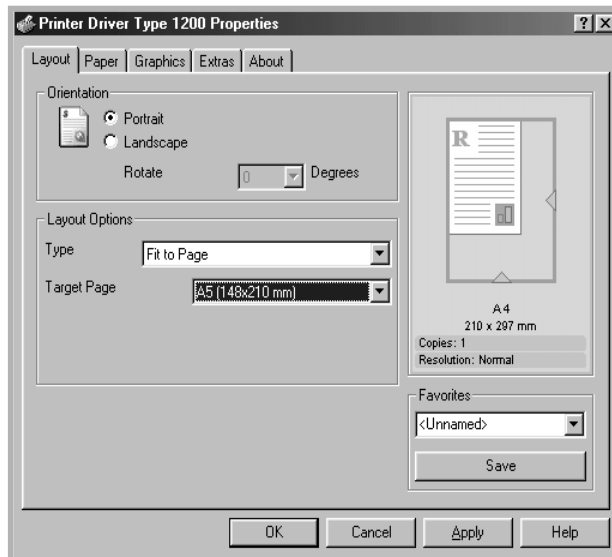 Printer Driver Type 1200 Properties
Layout Paper Graphics Extras About
Orientation
Portrait
Landscape
Rotate 0 Degrees
Layout Options
Type Fit to Page
Target Page A5 (148x210 mm)
R
A4
210 x 297 mm
Copies: 1
Resolution: Normal
Favorites
<Unnamed>
Save
OK Cancel Apply Help